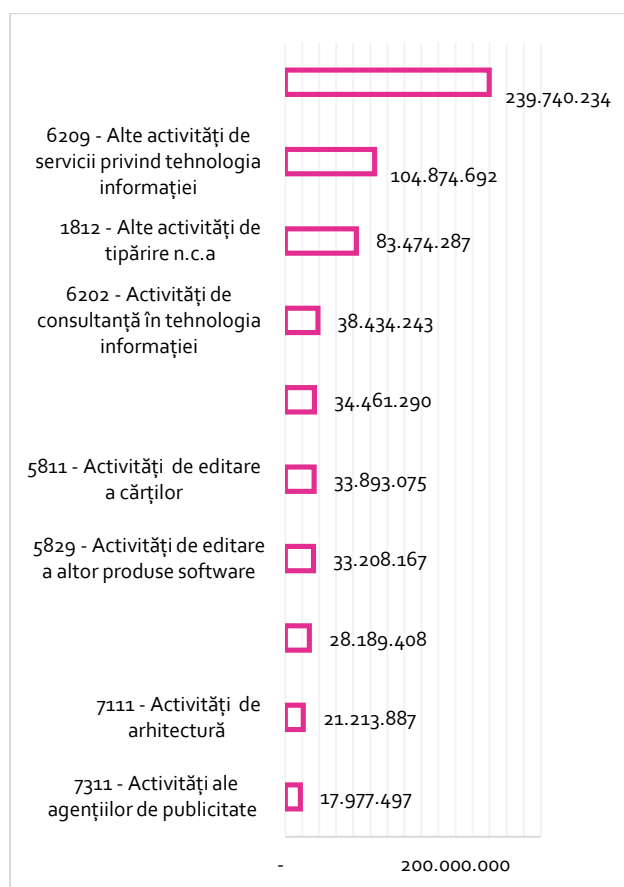 239.740.234
6209 - Alte activități de
servicii privind tehnologia
informației
104.874.692
1812 - Alte activități de
tipărire n.c.a
83.474.287
6202 - Activități de
consultanță în tehnologia
informației
38.434.243
34.461.290
5811 - Activități de editare
a cărților
33.893.075
5829 - Activități de editare
a altor produse software
33.208.167
28.189.408
7111 - Activități de
arhitectură
21.213.887
7311 - Activități ale
agențiilor de publicitate
17.977.497
- 200.000.000